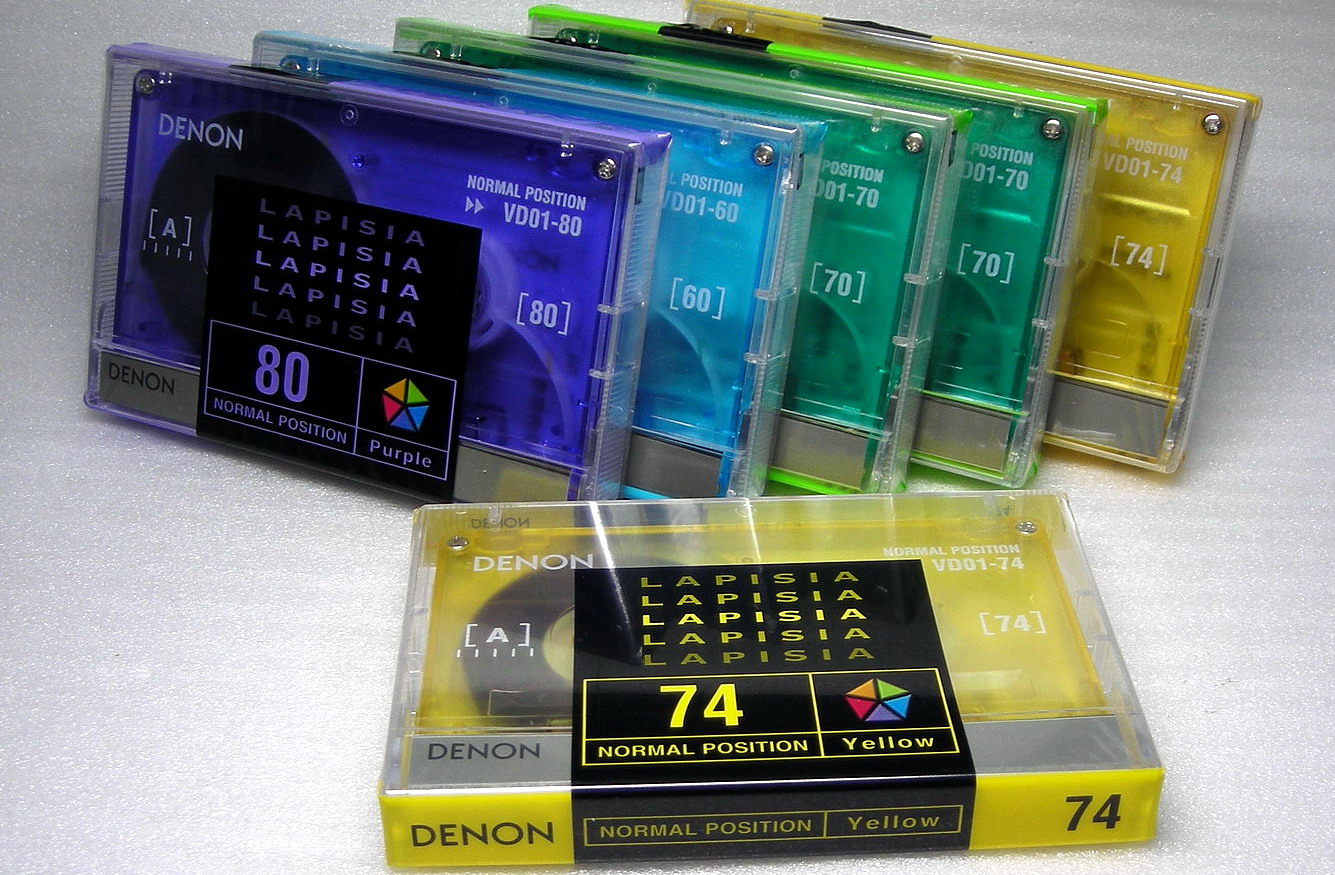 DENON
NORMAL POSITION
VD01-80
[A]
LAPISIA
LAPISIA
LAPISIA
LAPISIA
LAPISIA
[80]
DENON
80
NORMAL POSITION
Purple
POSITION
VD01-60
[60]
POSITION
VD01-70
[70]
POSITION
VD01-70
[70]
POSITION
VD01-74
[74]
DENON
DENON
NORMAL POSITION
VD01-74
[A]
LAPISIA
LAPISIA
LAPISIA
LAPISIA
LAPISIA
[74]
74
NORMAL POSITION
Yellow
DENON
DENON
NORMAL POSITION
Yellow
74